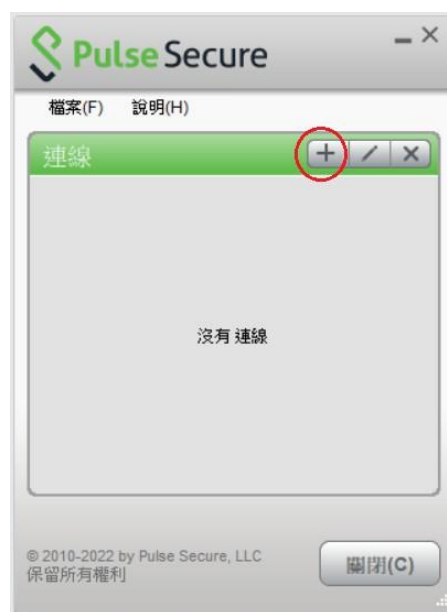 Pulse Secure
檔案(F) 說明(H)
連線
沒有 連線
© 2010-2022 by Pulse Secure, LLC
保留所有權利
關閉(C)